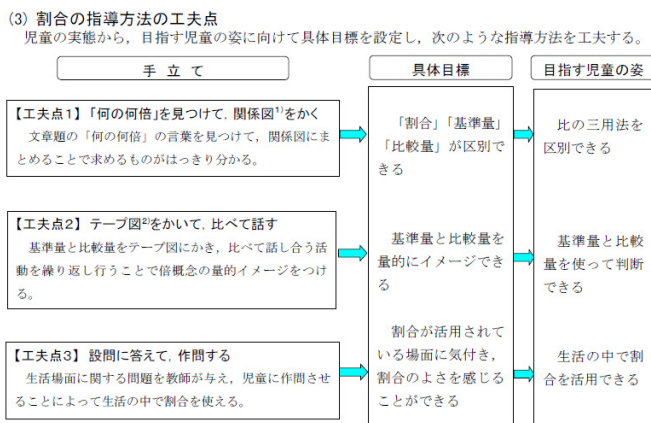 (3) 割合の指導方法の工夫点
児童の実態から，目指す児童の姿に向けて具体目標を設定し，次のような指導方法を工夫する。
手 立 て
具体目標
目指す児童の姿
【工夫点１】「何の何倍」を見つけて，関係図1)をかく
文章題の「何の何倍」の言葉を見つけて，関係図にま
とめることで求めるものがはっきり分かる。
「割合」「基準量」
「比較量」が区別で
きる
比の三用法を
区別できる
【工夫点２】テープ図2)をかいて，比べて話す
基準量と比較量をテープ図にかき，比べて話し合う活
動を繰り返し行うことで倍概念の量的イメージをつけ
る。
基準量と比較量を
量的にイメージでき
る
基準量と比較
量を使って判断
できる
【工夫点３】設問に答えて，作問する
生活場面に関する問題を教師が与え，児童に作問させ
ることによって生活の中で割合を使える。
割合が活用されて
いる場面に気付き，
割合のよさを感じる
ことができる
生活の中で割
合を活用できる